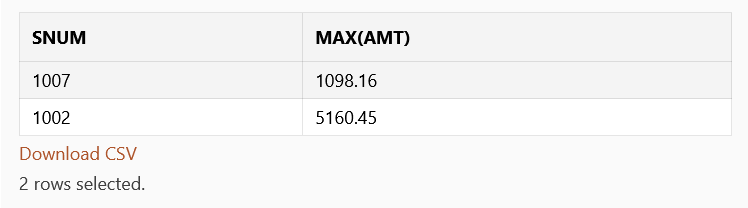 SNUM MAX(AMT)
1007 1098.16
1002 5160.45
Download CSV
2 rows selected.